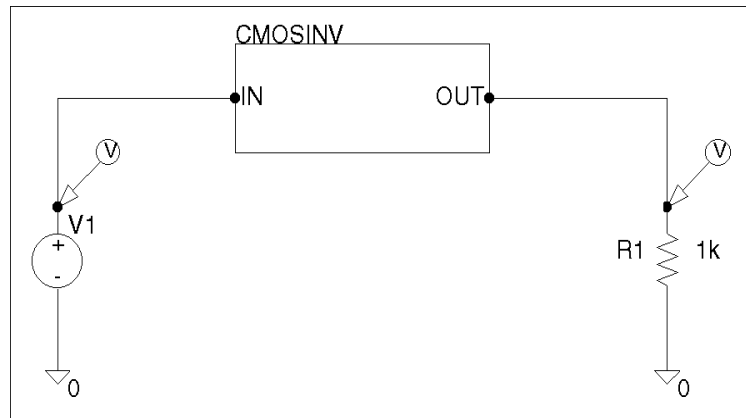 CMOSINV
IN
OUT
V
V
V1
+
-
R1
1k
0
0